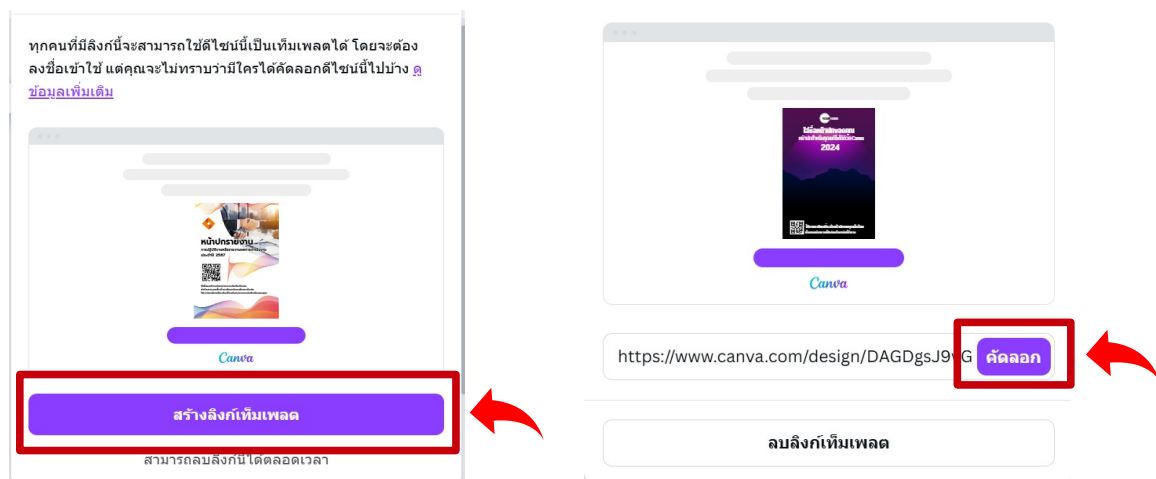 ทุกคนที่มีลิงก์นี้จะสามารถใช้ดีไซน์นี้เป็นเท็มเพลตได้ โดยจะต้อง
ลงชื่อเข้าใช้ แต่คุณจะไม่ทราบว่ามีใครได้คัดลอกดีไซน์นี้ไปบ้าง ดู
ข้อมูลเพิ่มเติม
หน้าปกรายงาน
ประจำปี 2567
Canva
สร้างลิงก์เท็มเพลต
สามารถลบลิงก์นี้ได้ตลอดเวลา
2024
Canva
https://www.canva.com/design/DAGDgsJ9vG
คัดลอก
ลบลิงก์เท็มเพลต